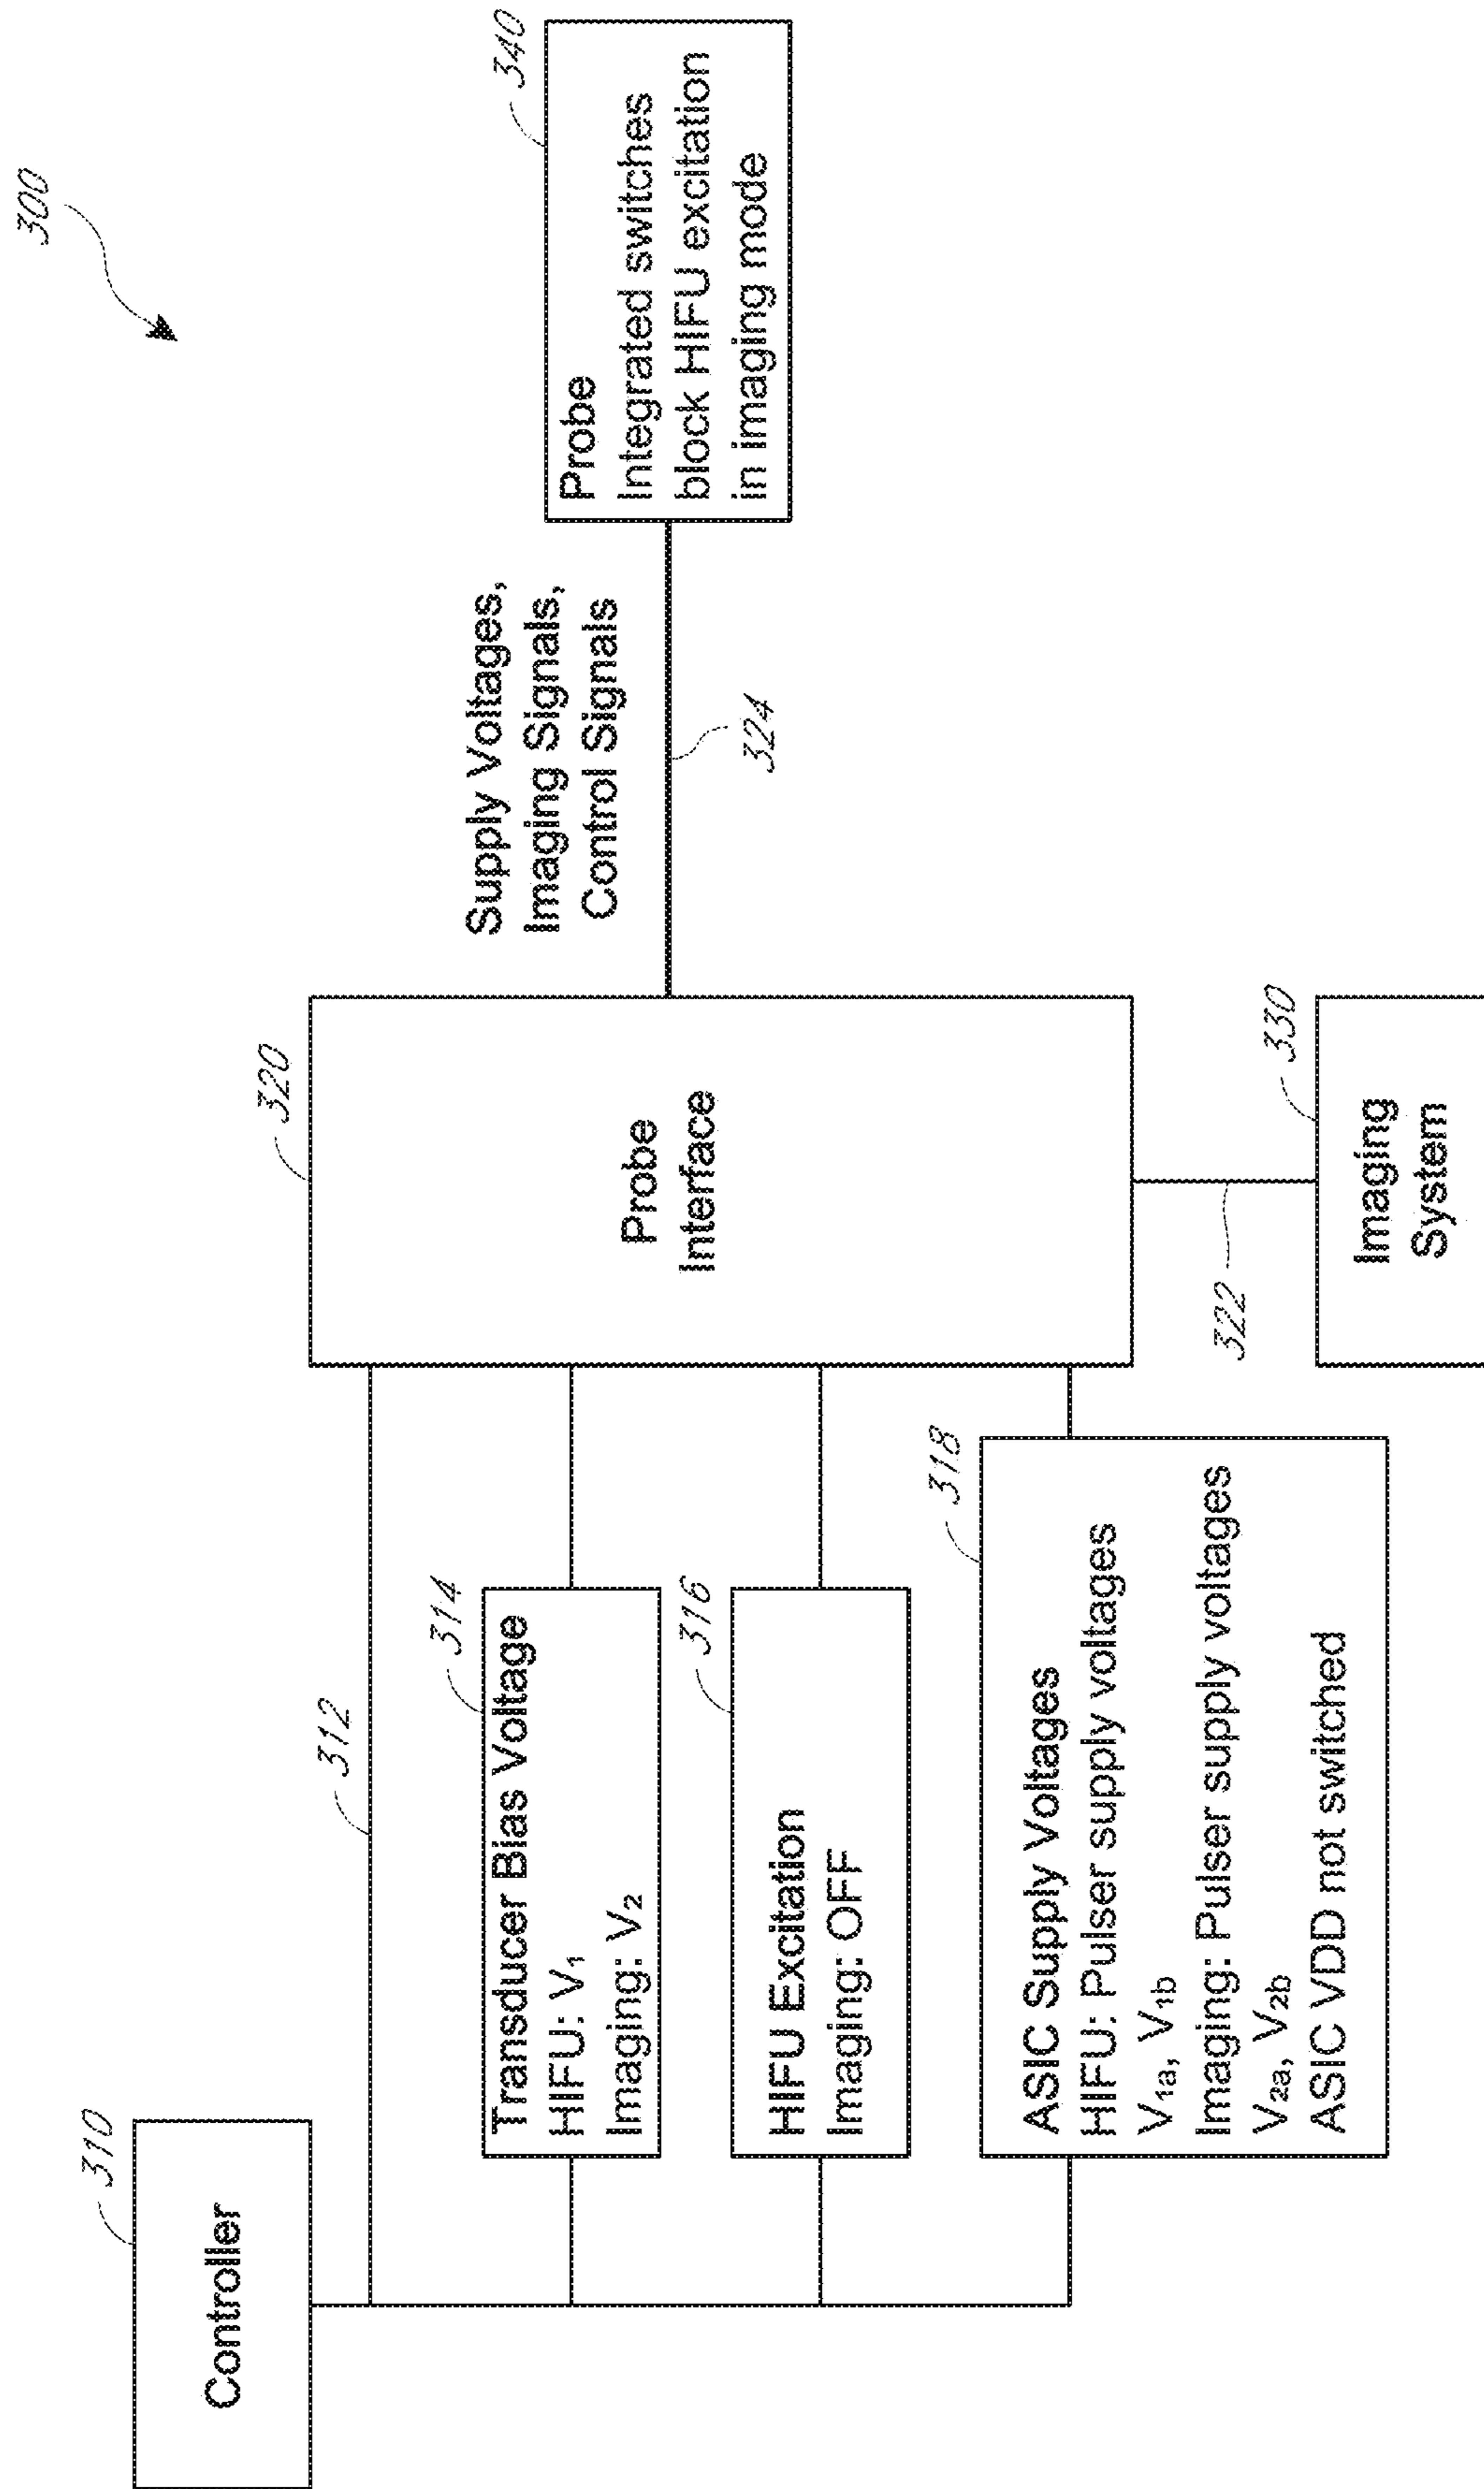 300
310
Controller
312
314
Transducer Bias Voltage
HIFU: V₁
Imaging: V₂
316
HIFU Excitation
Imaging: OFF
318
ASIC Supply Voltages
HIFU: Pulser supply voltages
V₁ₐ, V₁b
Imaging: Pulser supply voltages
V₂ₐ, V₂b
ASIC VDD not switched
320
Probe
Interface
322
330
Imaging
System
Supply Voltages,
Imaging Signals,
Control Signals
324
340
Probe
Integrated switches
block HIFU excitation
in imaging mode